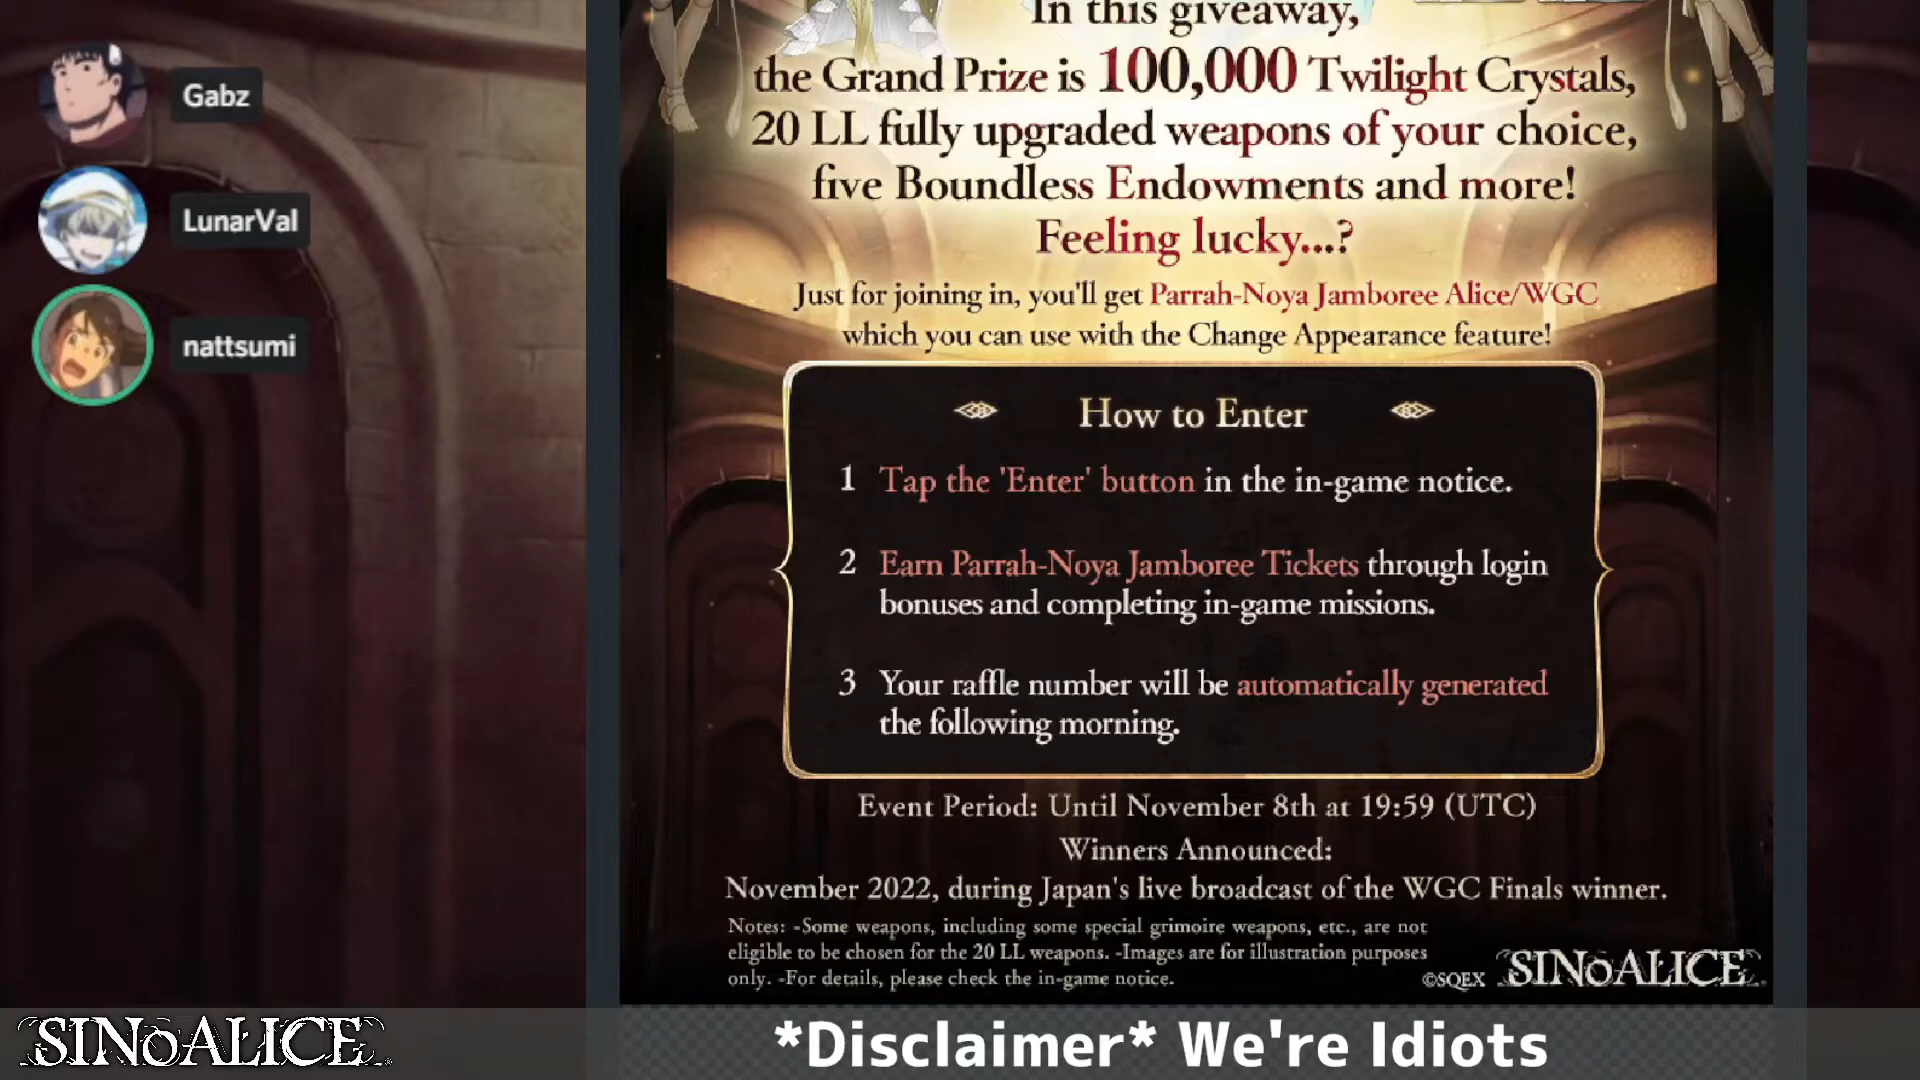 Gabz
LunarVal
nattsumi
In this giveaway,
the Grand Prize is 100,000 Twilight Crystals,
20 LL fully upgraded weapons of your choice,
five Boundless Endowments and more!
Feeling lucky...?
Just for joining in, you'll get Parrah-Noya Jamboree Alice/WGC
which you can use with the Change Appearance feature!
How to Enter
1 Tap the 'Enter' button in the in-game notice.
2 Earn Parrah-Noya Jamboree Tickets through login
bonuses and completing in-game missions.
3 Your raffle number will be automatically generated
the following morning.
Event Period: Until November 8th at 19:59 (UTC)
Winners Announced:
November 2022, during Japan's live broadcast of the WGC Finals winner.
Notes: -Some weapons, including some special grimoire weapons, etc., are not
eligible to be chosen for the 20 LL weapons. -Images are for illustration purposes
only. -For details, please check the in-game notice.
©SQEX SINoALICE
SINoALICE
*Disclaimer* We're Idiots